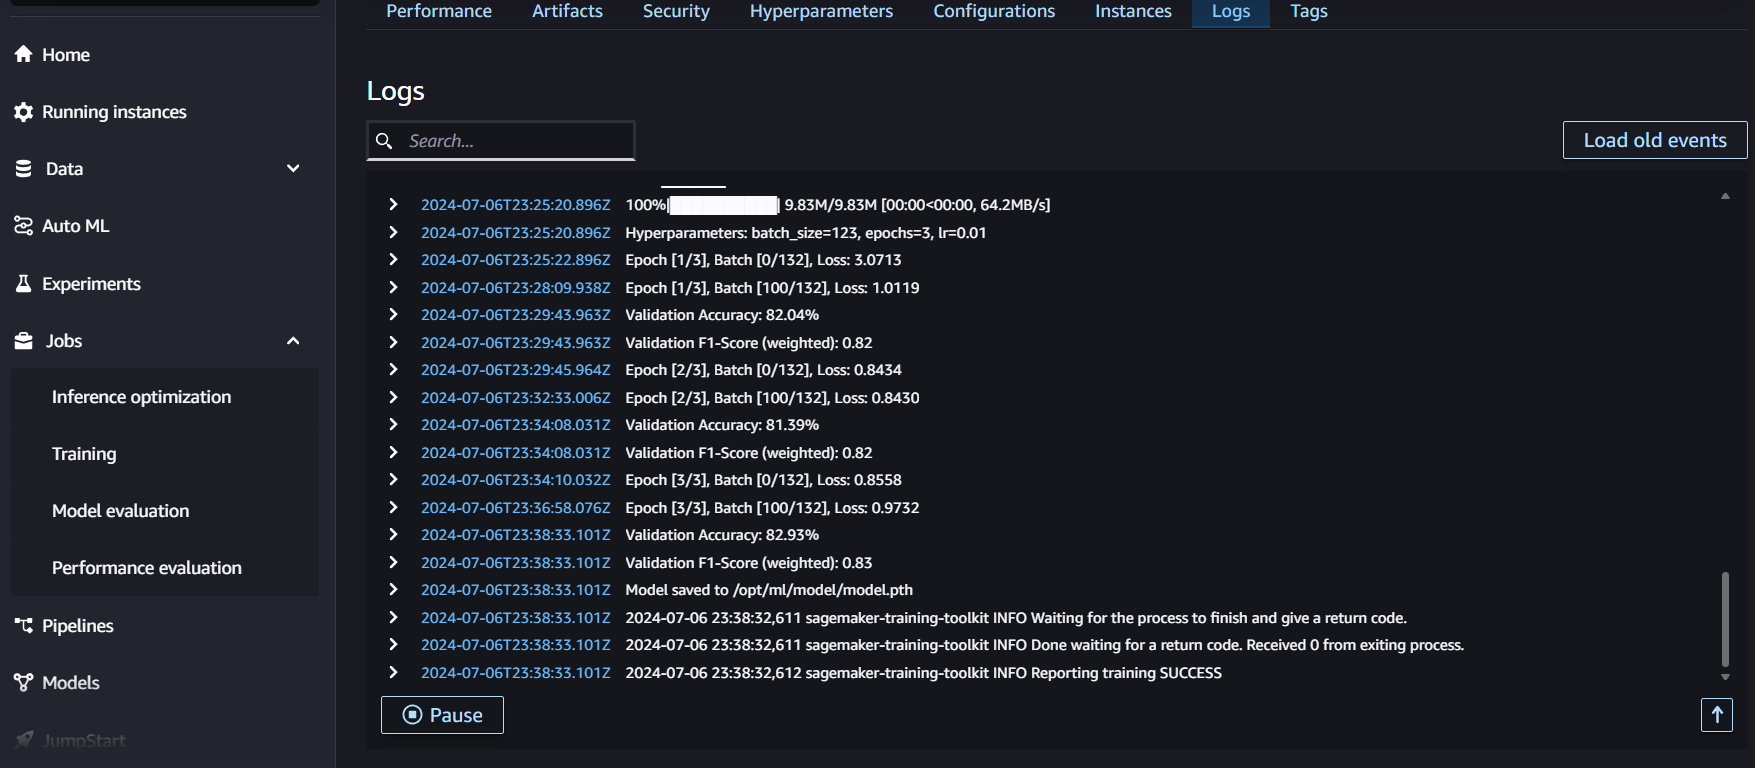 Performance Artifacts Security Hyperparameters Configurations Instances Logs Tags
Home
Running instances
Data
Auto ML
Experiments
Jobs
Inference optimization
Training
Model evaluation
Performance evaluation
Pipelines
Models
JumpStart
Logs
Search...
Load old events
2024-07-06T23:25:20.896Z 100%|██████████| 9.83M/9.83M [00:00<00:00, 64.2MB/s]
2024-07-06T23:25:20.896Z Hyperparameters: batch_size=123, epochs=3, lr=0.01
2024-07-06T23:25:22.896Z Epoch [1/3], Batch [0/132], Loss: 3.0713
2024-07-06T23:28:09.938Z Epoch [1/3], Batch [100/132], Loss: 1.0119
2024-07-06T23:29:43.963Z Validation Accuracy: 82.04%
2024-07-06T23:29:43.963Z Validation F1-Score (weighted): 0.82
2024-07-06T23:29:45.964Z Epoch [2/3], Batch [0/132], Loss: 0.8434
2024-07-06T23:32:33.006Z Epoch [2/3], Batch [100/132], Loss: 0.8430
2024-07-06T23:34:08.031Z Validation Accuracy: 81.39%
2024-07-06T23:34:08.031Z Validation F1-Score (weighted): 0.82
2024-07-06T23:34:10.032Z Epoch [3/3], Batch [0/132], Loss: 0.8558
2024-07-06T23:36:58.076Z Epoch [3/3], Batch [100/132], Loss: 0.9732
2024-07-06T23:38:33.101Z Validation Accuracy: 82.93%
2024-07-06T23:38:33.101Z Validation F1-Score (weighted): 0.83
2024-07-06T23:38:33.101Z Model saved to /opt/ml/model/model.pth
2024-07-06T23:38:33.101Z 2024-07-06 23:38:32,611 sagemaker-training-toolkit INFO Waiting for the process to finish and give a return code.
2024-07-06T23:38:33.101Z 2024-07-06 23:38:32,611 sagemaker-training-toolkit INFO Done waiting for a return code. Received 0 from exiting process.
2024-07-06T23:38:33.101Z 2024-07-06 23:38:32,612 sagemaker-training-toolkit INFO Reporting training SUCCESS
Pause